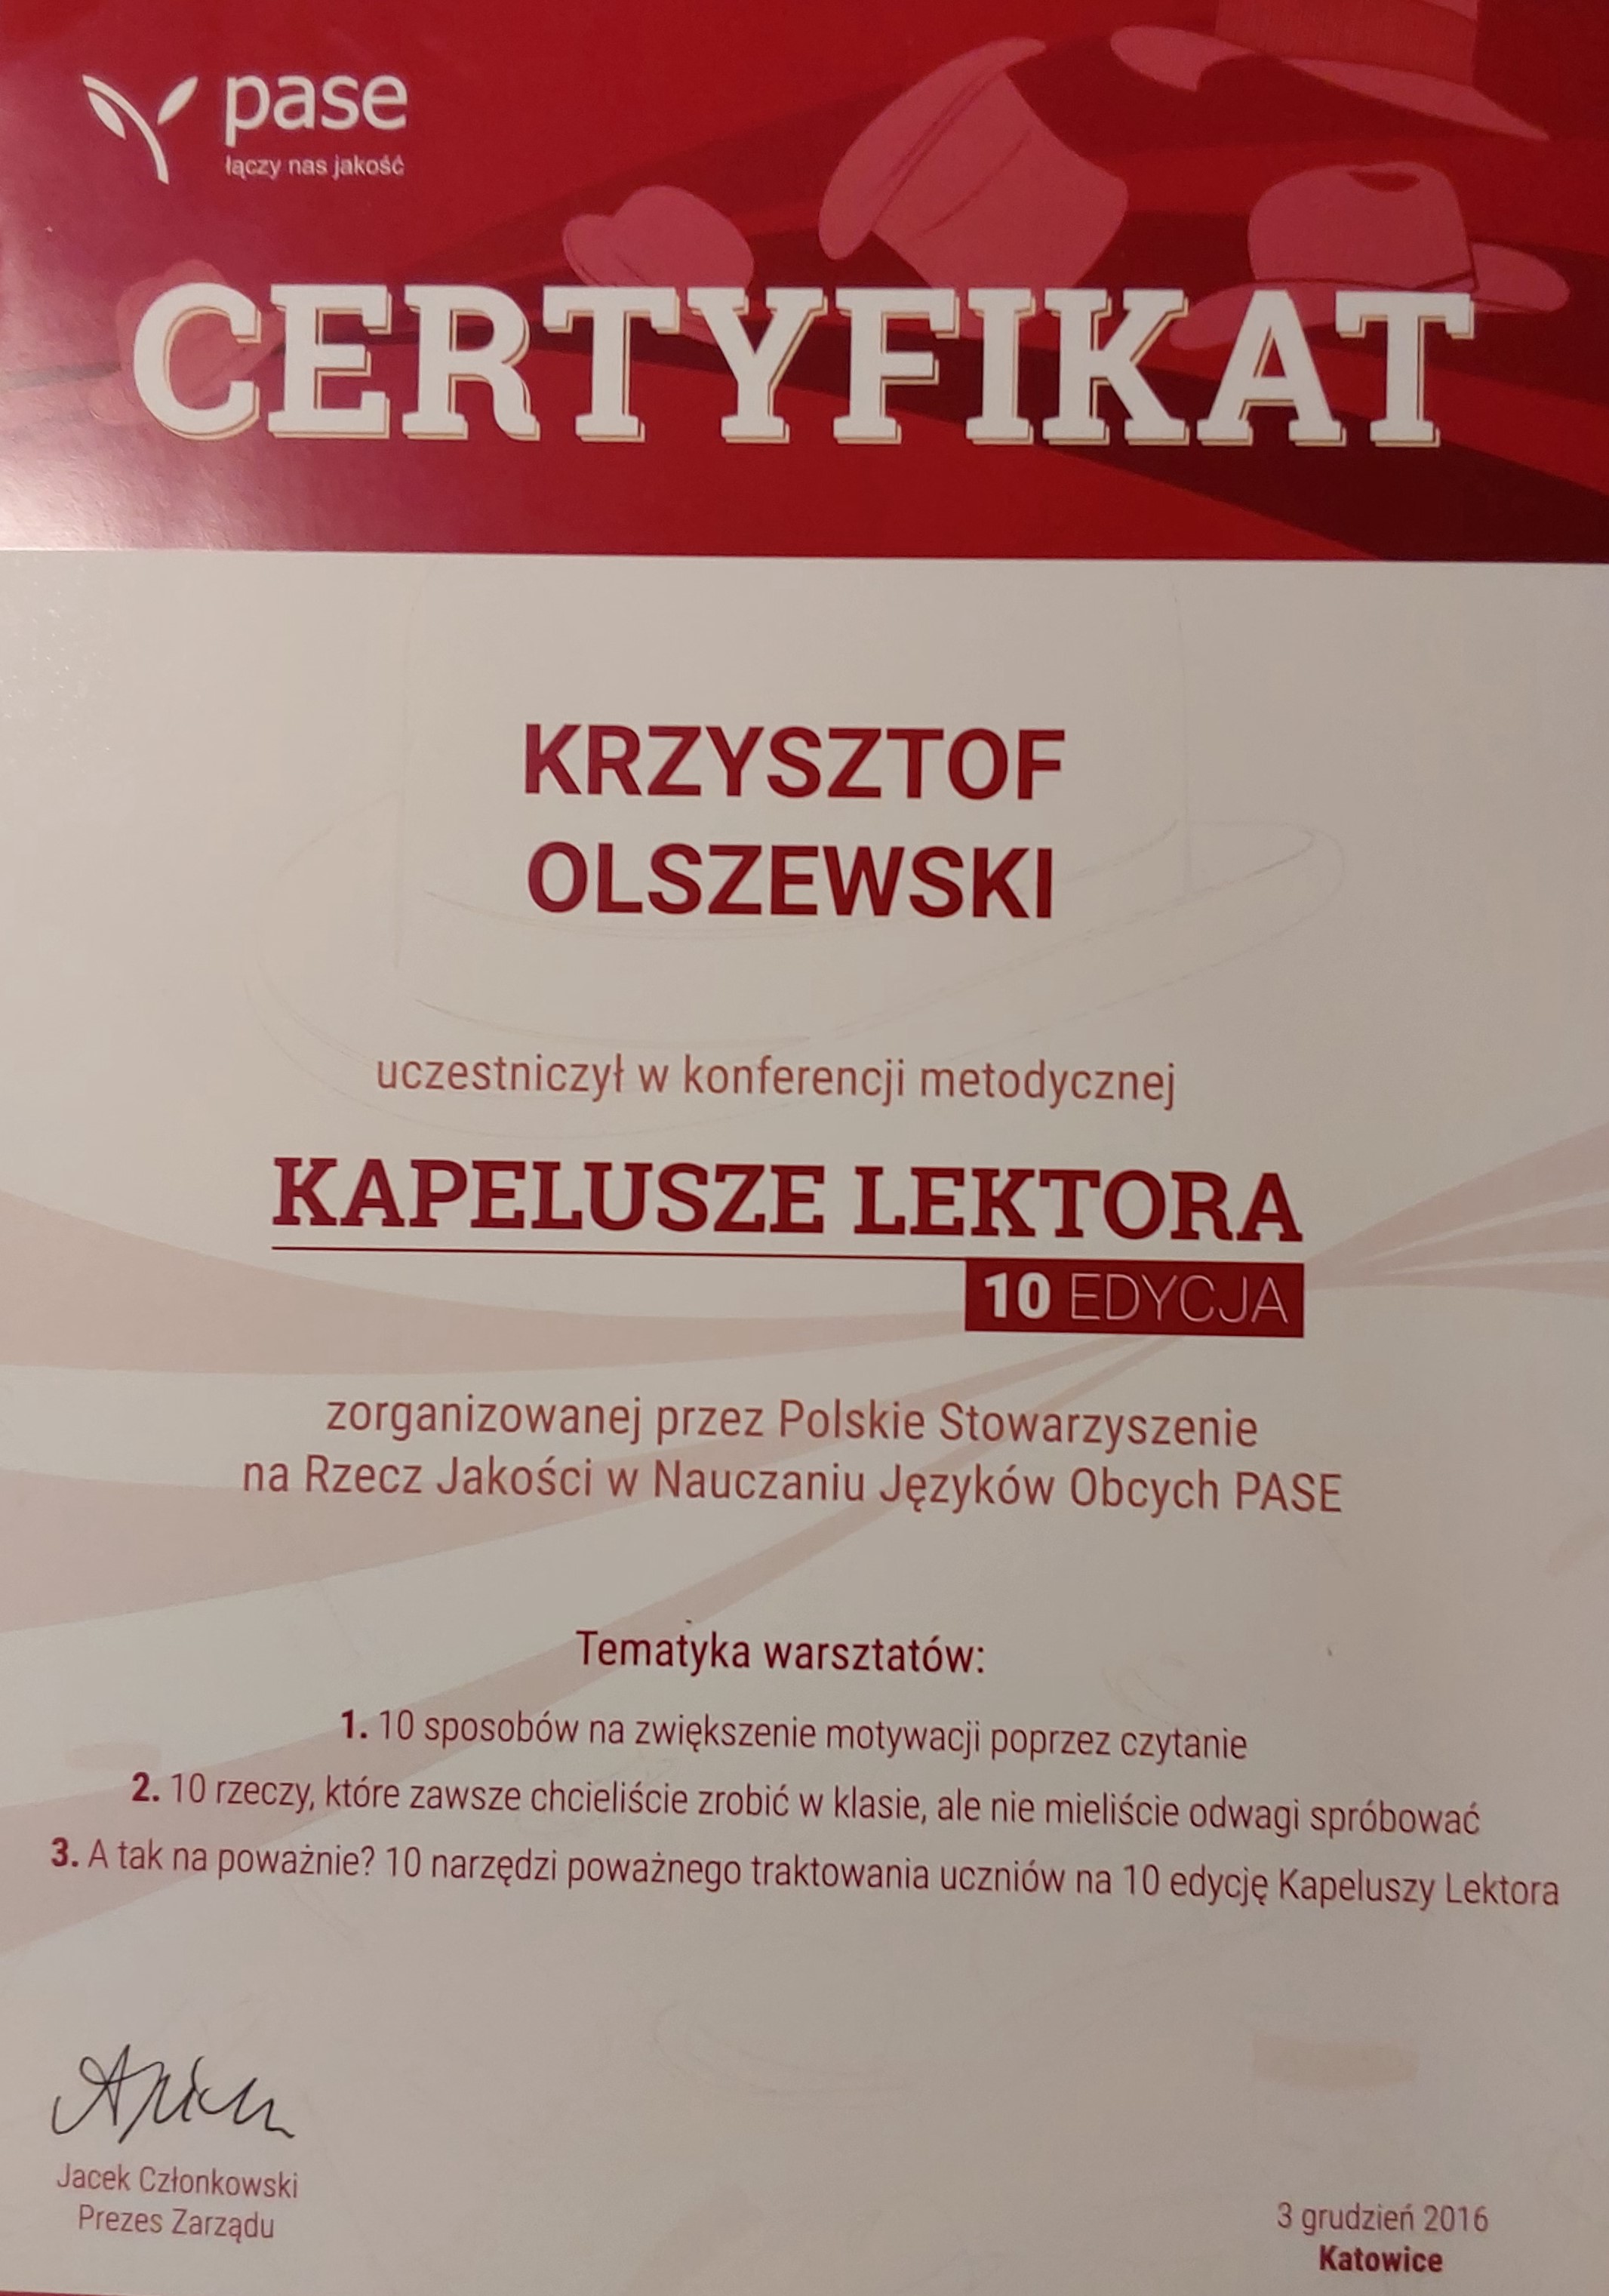 pase
łączy nas jakość
CERTYFIKAT
KRZYSZTOF
OLSZEWSKI
uczestniczył w konferencji metodycznej
KAPELUSZE LEKTORA
10 EDYCJA
zorganizowanej przez Polskie Stowarzyszenie
na Rzecz Jakości w Nauczaniu Języków Obcych PASE
Tematyka warsztatów:
1. 10 sposobów na zwiększenie motywacji poprzez czytanie
2. 10 rzeczy, które zawsze chcieliście zrobić w klasie, ale nie mieliście odwagi spróbować
3. A tak na poważnie? 10 narzędzi poważnego traktowania uczniów na 10 edycję Kapeluszy Lektora
Jacek Członkowski
Prezes Zarządu
3 grudzień 2016
Katowice